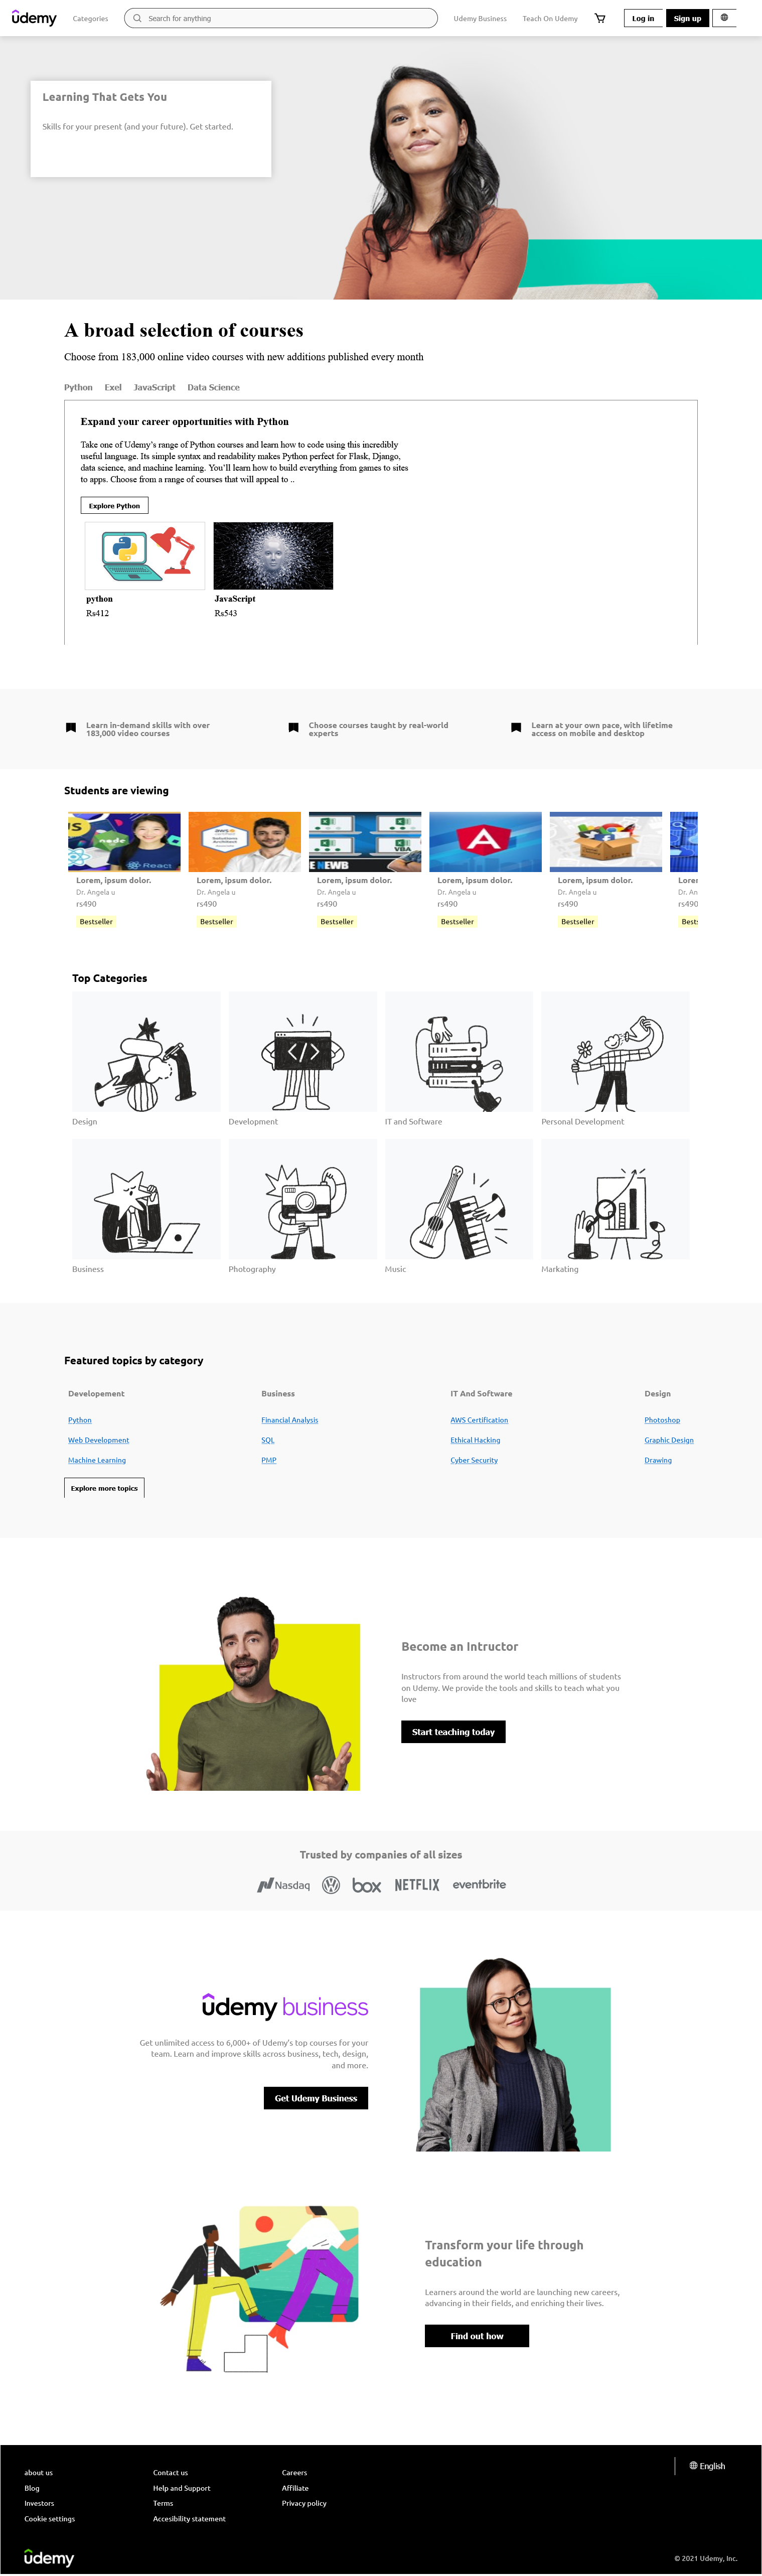 ûdemy
Categories
Search for anything
Udemy Business
Teach On Udemy
Log in
Sign up
Learning That Gets You
Skills for your present (and your future). Get started.
A broad selection of courses
Choose from 183,000 online video courses with new additions published every month
Python Exel JavaScript Data Science
Expand your career opportunities with Python
Take one of Udemy's range of Python courses and learn how to code using this incredibly
useful language. Its simple syntax and readability makes Python perfect for Flask, Django,
data science, and machine learning. You'll learn how to build everything from games to sites
to apps. Choose from a range of courses that will appeal to ..
Explore Python
python
Rs412
JavaScript
Rs543
Learn in-demand skills with over
183,000 video courses
Choose courses taught by real-world
experts
Learn at your own pace, with lifetime
access on mobile and desktop
Students are viewing
Lorem, ipsum dolor.
Dr. Angela u
rs490
Bestseller
Lorem, ipsum dolor.
Dr. Angela u
rs490
Bestseller
Lorem, ipsum dolor.
Dr. Angela u
rs490
Bestseller
Lorem, ipsum dolor.
Dr. Angela u
rs490
Bestseller
Lorem, ipsum dolor.
Dr. Angela u
rs490
Bestseller
rs490
Top Categories
Design
Development
IT and Software
Personal Development
Business
Photography
Music
Markating
Featured topics by category
Developement
Python
Web Development
Machine Learning
Business
Financial Analysis
SQL
PMP
IT And Software
AWS Certification
Ethical Hacking
Cyber Security
Design
Photoshop
Graphic Design
Drawing
Explore more topics
Become an Intructor
Instructors from around the world teach millions of students
on Udemy. We provide the tools and skills to teach what you
love
Start teaching today
Trusted by companies of all sizes
Nasdaq
box
NETFLIX
eventbrite
ûdemy business
Get unlimited access to 6,000+ of Udemy's top courses for your
team. Learn and improve skills across business, tech, design,
and more.
Get Udemy Business
Transform your life through
education
Learners around the world are launching new careers,
advancing in their fields, and enriching their lives.
Find out how
about us
Blog
Investors
Cookie settings
Contact us
Help and Support
Terms
Accesibility statement
Careers
Affiliate
Privacy policy
English
ûdemy
© 2021 Udemy, Inc.